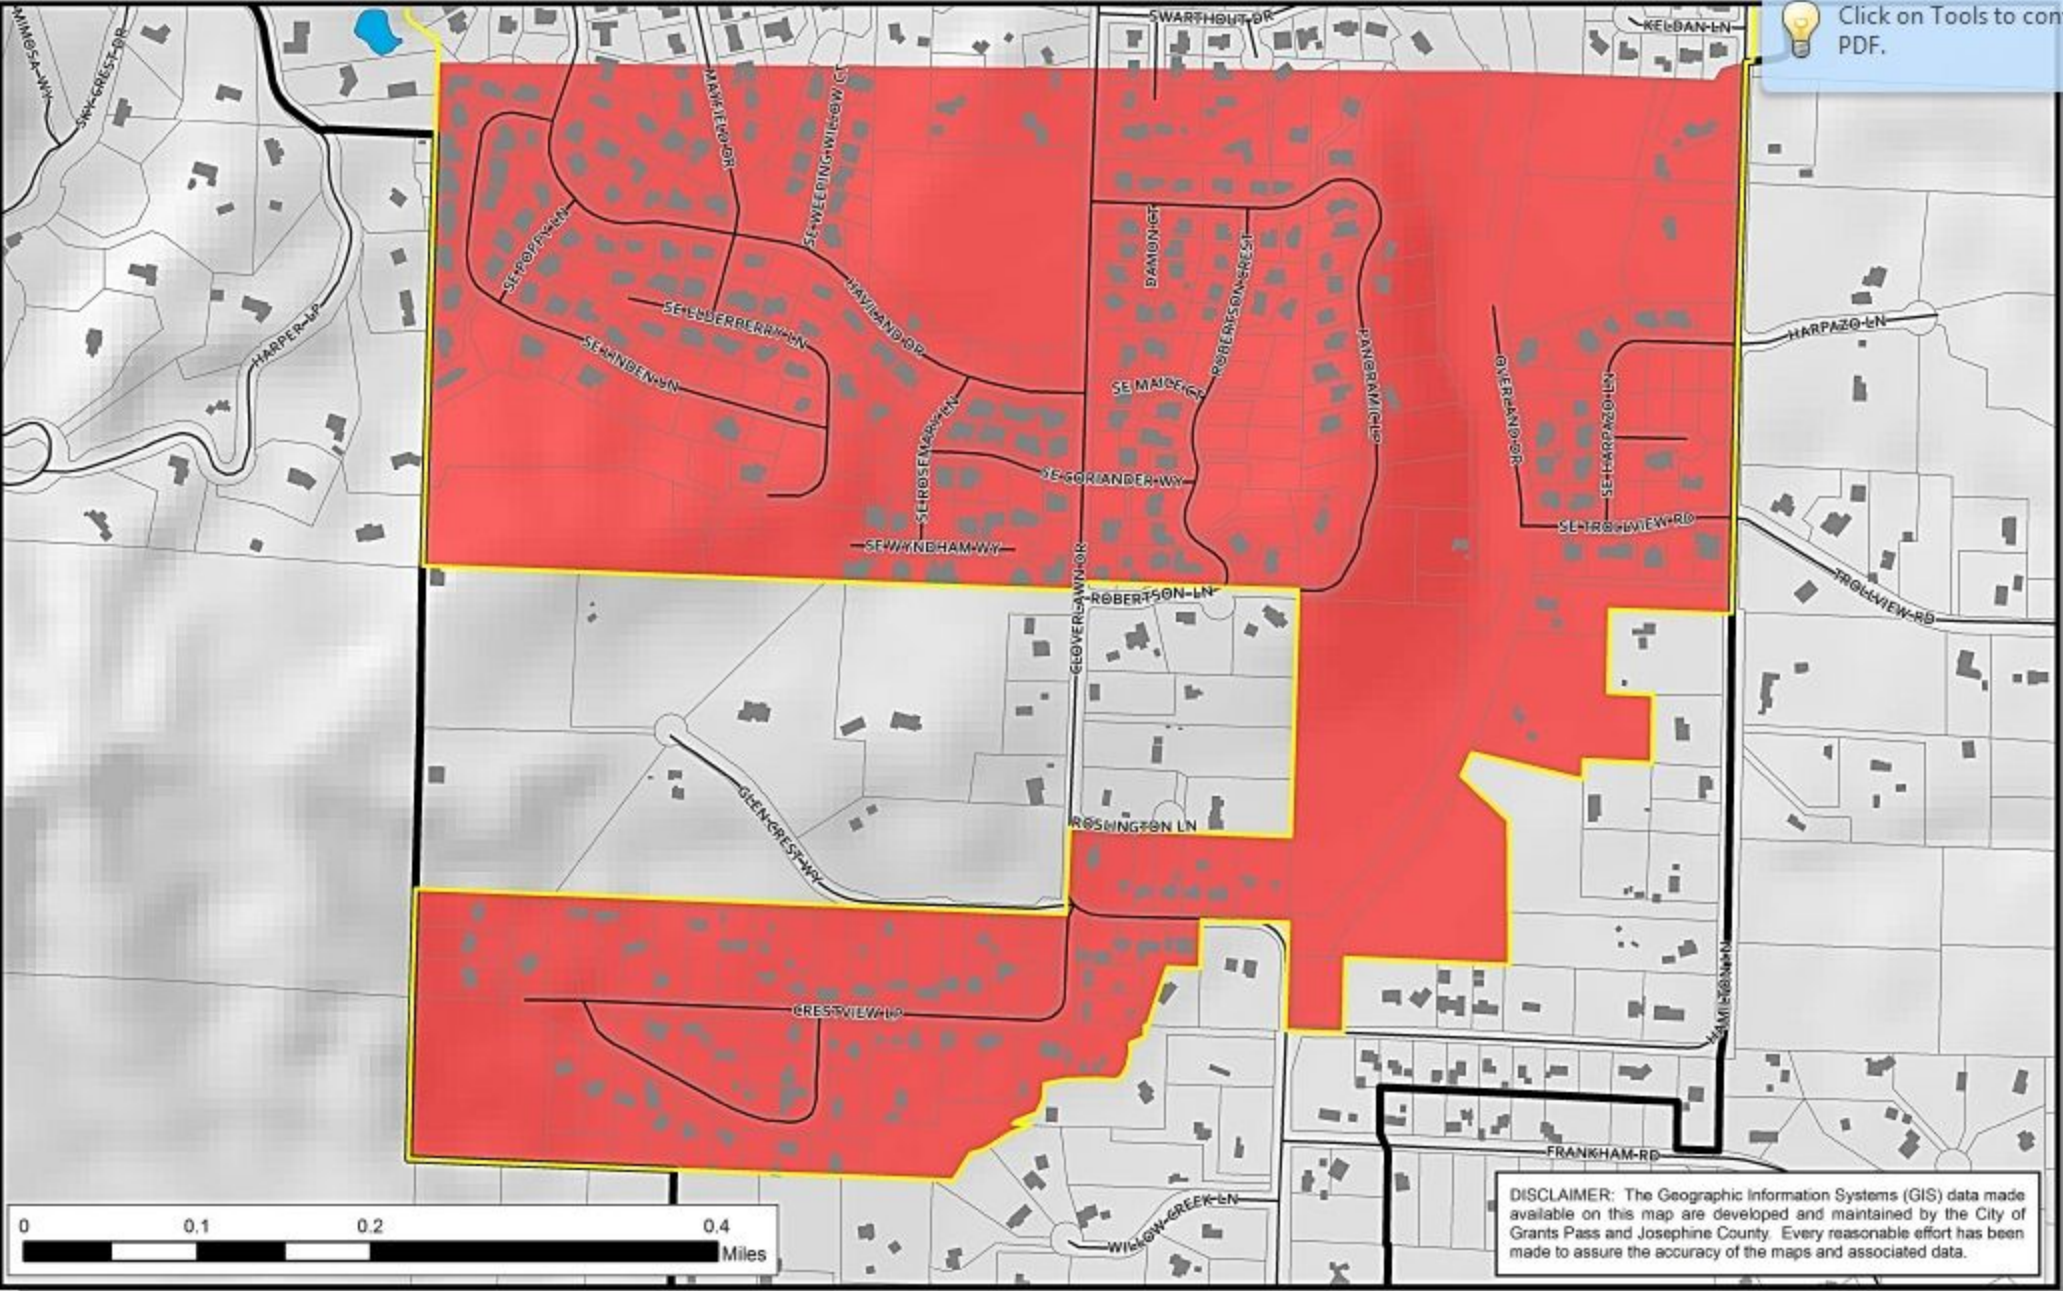 SWARTHOUT DR
KELDAN LN
Click on Tools to con
PDF.
MIMOSA WY
SKY CREST DR
MAYFIELD DR
SE WEEPING WILLOW CT
SE POPPY LN
DAMON CT
ROBERTSON CREST
HARPER LP
SE ELDERBERRY LN
HAVILAND DR
HARPAZO LN
SE LINDEN LN
SE MAICE CT
PANORAMIC LP
OVERLAND DR
SE HARPAZO LN
SE ROSEMARY LN
SE CORIANDER WY
SE TROLLVIEW RD
SE WYNDHAM WY
CLOVERLAWN DR
ROBERTSON LN
TROLLVIEW RD
GLEN CREST WY
ROSLINGTON LN
CRESTVIEW LP
HAMILTON LN
FRANKHAM RD
WILLOW CREEK LN
0 0.1 0.2 0.4
Miles
DISCLAIMER: The Geographic Information Systems (GIS) data made
available on this map are developed and maintained by the City of
Grants Pass and Josephine County. Every reasonable effort has been
made to assure the accuracy of the maps and associated data.